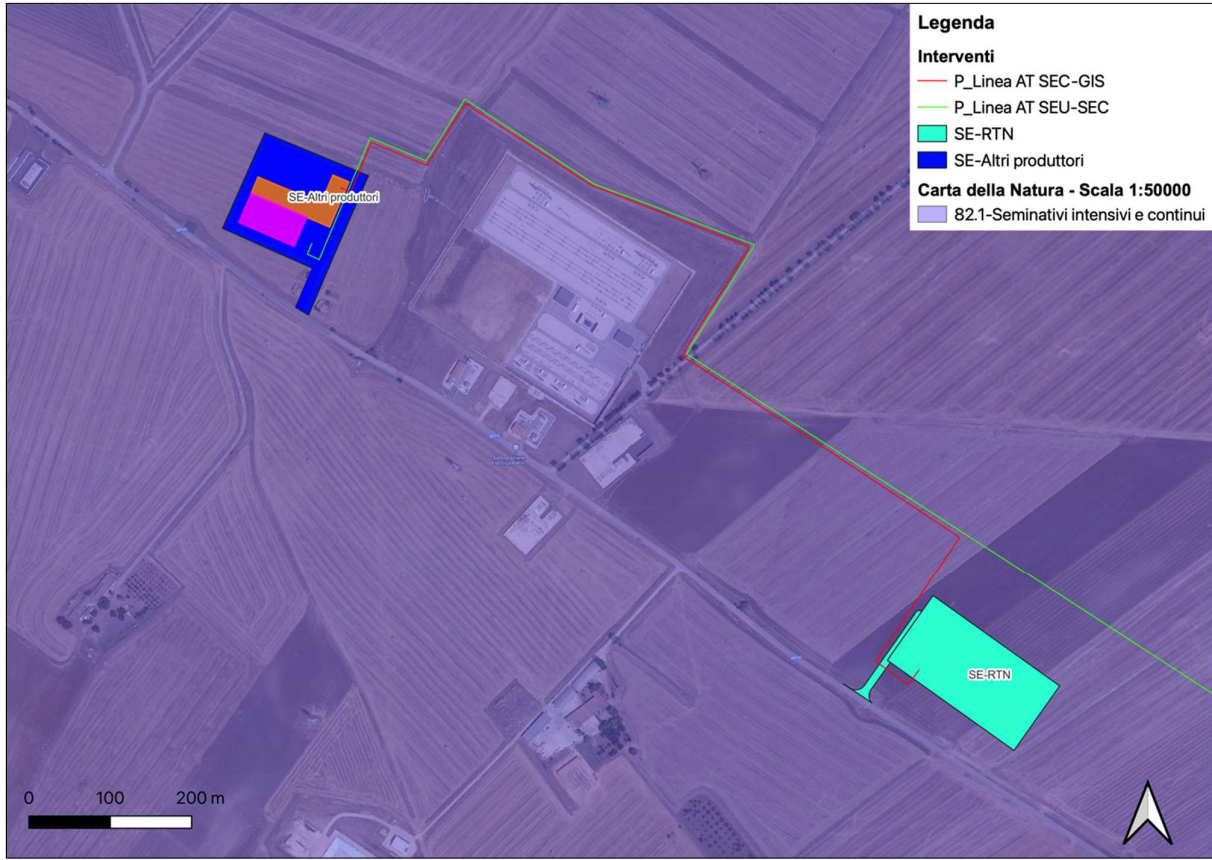 Legenda
Interventi
P_Linea AT SEC-GIS
P_Linea AT SEU-SEC
SE-RTN
SE-Altri produttori
Carta della Natura - Scala 1:50000
82.1-Seminativi intensivi e continui
SE-Altri produttori
SE-RTN
0 100 200 m